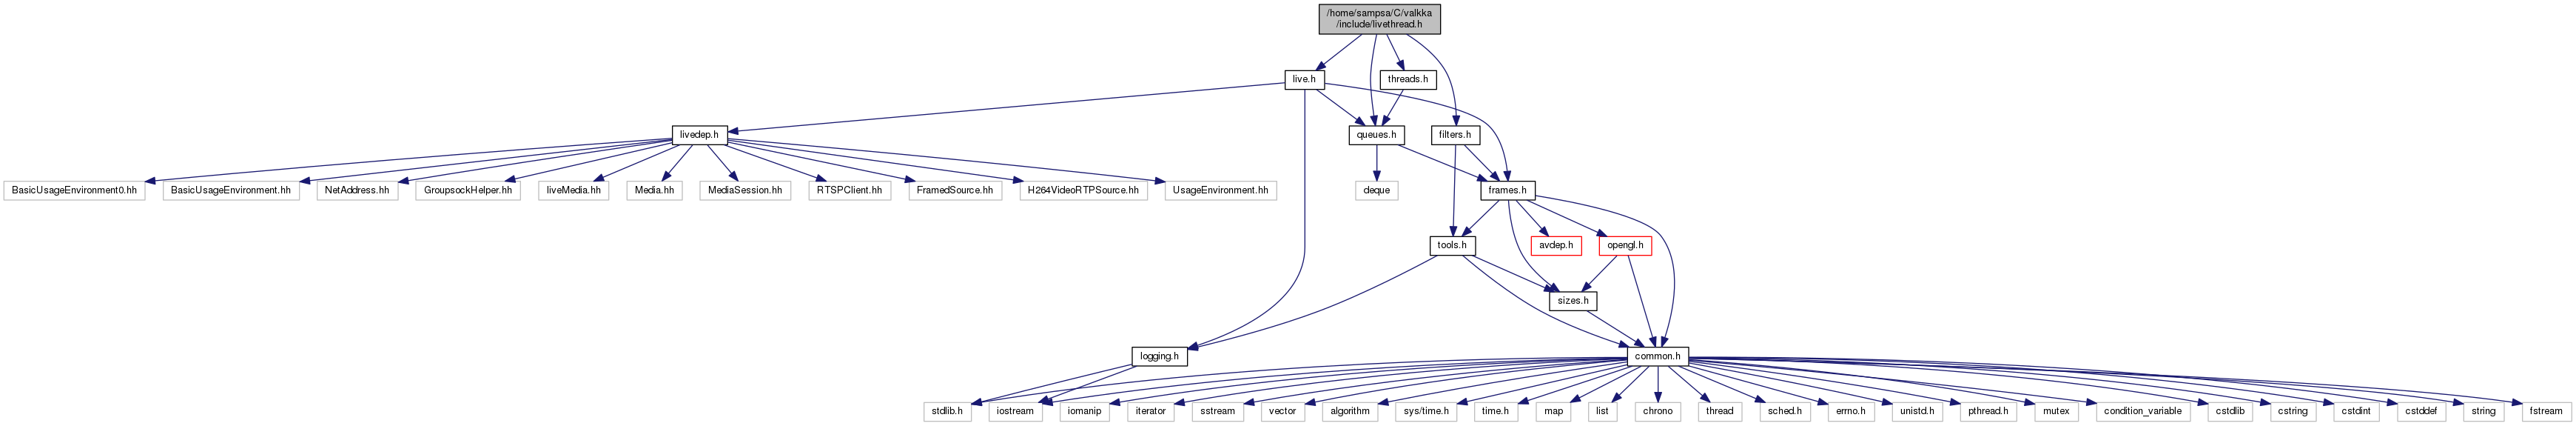 /home/sampsa/C/valkka
/include/livethread.h
live.h
threads.h
livedep.h
queues.h
filters.h
BasicUsageEnvironment0.hh
BasicUsageEnvironment.hh
NetAddress.hh
GroupsockHelper.hh
liveMedia.hh
Media.hh
MediaSession.hh
RTSPClient.hh
FramedSource.hh
H264VideoRTPSource.hh
UsageEnvironment.hh
deque
frames.h
tools.h
avdep.h
opengl.h
sizes.h
logging.h
common.h
stdlib.h
iostream
iomanip
iterator
sstream
vector
algorithm
sys/time.h
time.h
map
list
chrono
thread
sched.h
errno.h
unistd.h
pthread.h
mutex
condition_variable
cstdlib
cstring
cstdint
cstddef
string
fstream